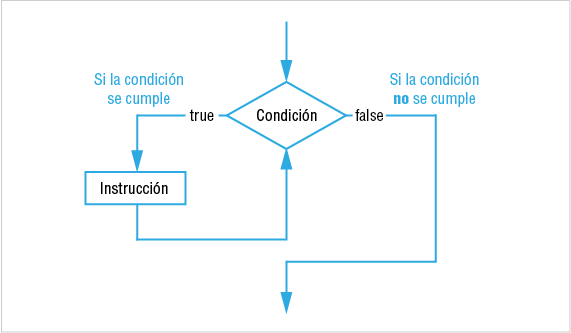 Si la condición
se cumple
Si la condición
no se cumple
true
Condición
false
Instrucción